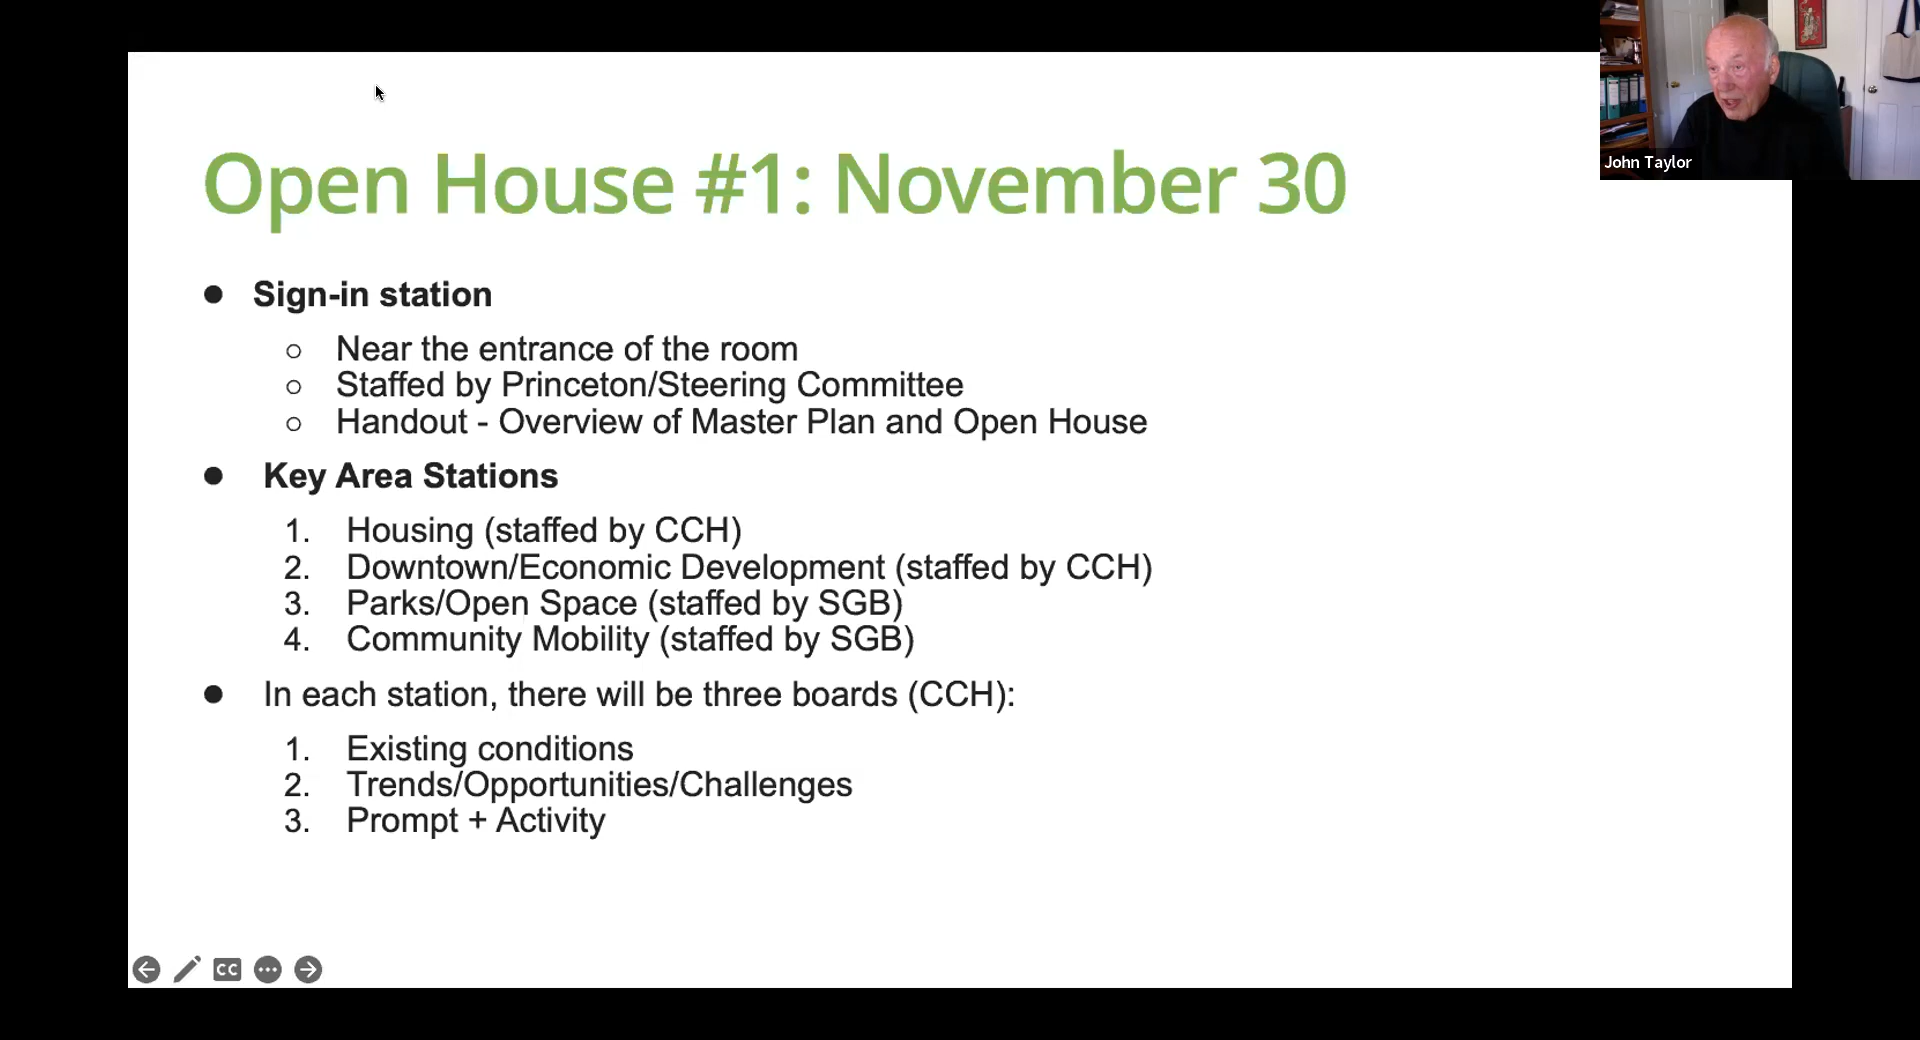 John Taylor
Open House #1: November 30
● Sign-in station
○ Near the entrance of the room
○ Staffed by Princeton/Steering Committee
○ Handout - Overview of Master Plan and Open House
● Key Area Stations
1. Housing (staffed by CCH)
2. Downtown/Economic Development (staffed by CCH)
3. Parks/Open Space (staffed by SGB)
4. Community Mobility (staffed by SGB)
● In each station, there will be three boards (CCH):
1. Existing conditions
2. Trends/Opportunities/Challenges
3. Prompt + Activity
CC